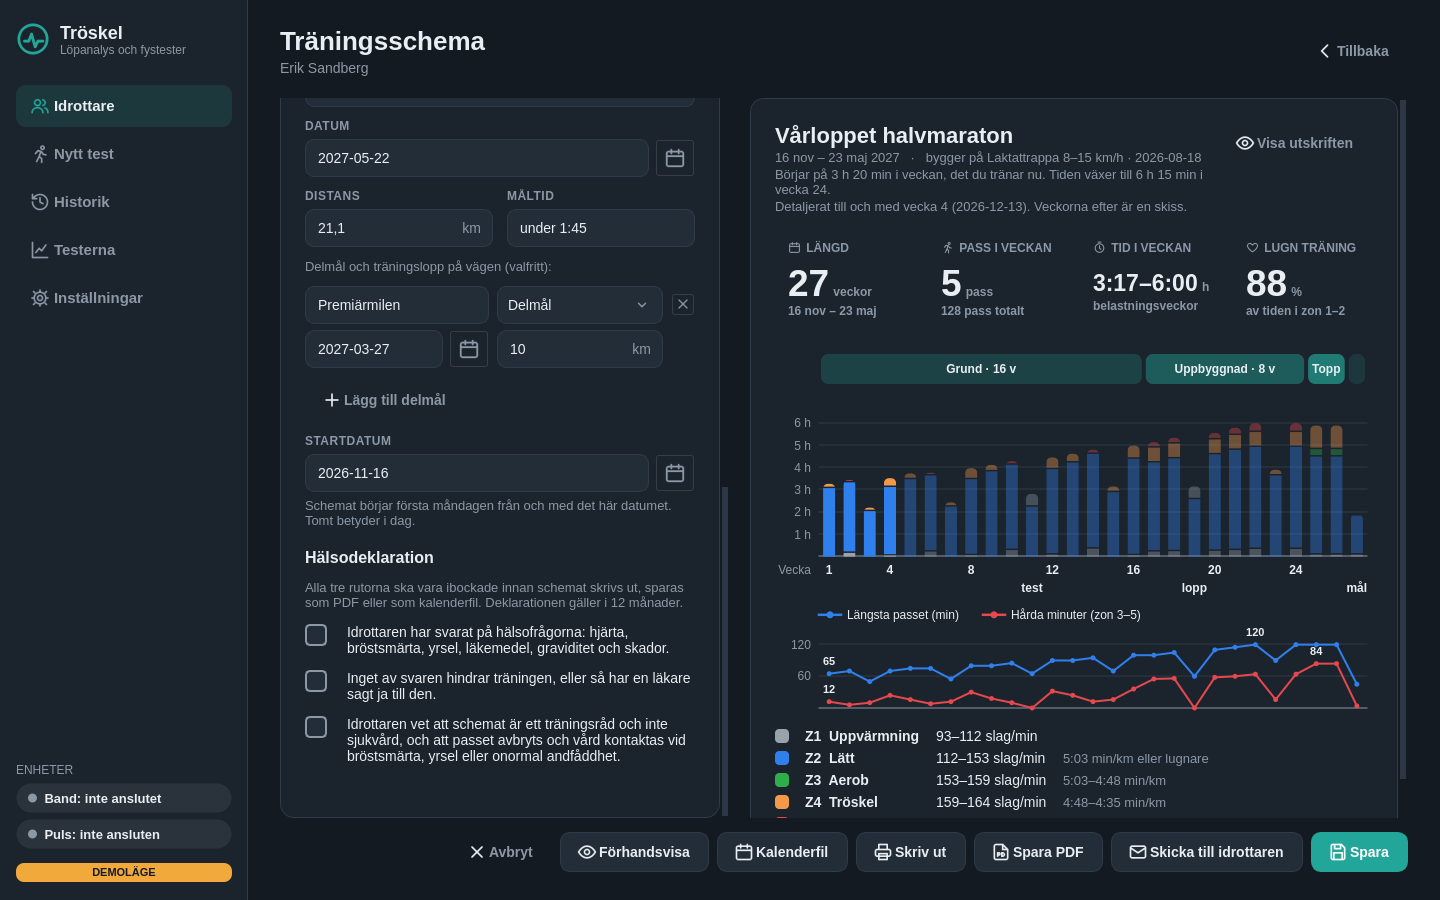 Tröskel
Löpanalys och fystester
Idrottare
Nytt test
Historik
Testerna
Inställningar
ENHETER
Band: inte anslutet
Puls: inte ansluten
DEMOLÄGE
Träningsschema
Erik Sandberg
Tillbaka
DATUM
2027-05-22
DISTANS
MÅLTID
21,1 km
under 1:45
Delmål och träningslopp på vägen (valfritt):
Premiärmilen
Delmål
2027-03-27
10 km
Lägg till delmål
STARTDATUM
2026-11-16
Schemat börjar första måndagen från och med det här datumet.
Tomt betyder i dag.
Hälsodeklaration
Alla tre rutorna ska vara ibockade innan schemat skrivs ut, sparas
som PDF eller som kalenderfil. Deklarationen gäller i 12 månader.
Idrottaren har svarat på hälsofrågorna: hjärta,
bröstsmärta, yrsel, läkemedel, graviditet och skador.
Inget av svaren hindrar träningen, eller så har en läkare
sagt ja till den.
Idrottaren vet att schemat är ett träningsråd och inte
sjukvård, och att passet avbryts och vård kontaktas vid
bröstsmärta, yrsel eller onormal andfåddhet.
Vårloppet halvmaraton
Visa utskriften
16 nov – 23 maj 2027 · bygger på Laktattrappa 8–15 km/h · 2026-08-18
Börjar på 3 h 20 min i veckan, det du tränar nu. Tiden växer till 6 h 15 min i
vecka 24.
Detaljerat till och med vecka 4 (2026-12-13). Veckorna efter är en skiss.
LÄNGD
27 veckor
16 nov – 23 maj
PASS I VECKAN
5 pass
128 pass totalt
TID I VECKAN
3:17–6:00 h
belastningsveckor
LUGN TRÄNING
88 %
av tiden i zon 1–2
Grund · 16 v
Uppbyggnad · 8 v
Topp
6 h
5 h
4 h
3 h
2 h
1 h
Vecka 1 4 8 12 16 20 24
test lopp mål
Längsta passet (min)
Hårda minuter (zon 3–5)
120
60
65
12
120
84
Z1 Uppvärmning 93–112 slag/min
Z2 Lätt 112–153 slag/min 5:03 min/km eller lugnare
Z3 Aerob 153–159 slag/min 5:03–4:48 min/km
Z4 Tröskel 159–164 slag/min 4:48–4:35 min/km
Avbryt
Förhandsvisa
Kalenderfil
Skriv ut
Spara PDF
Skicka till idrottaren
Spara